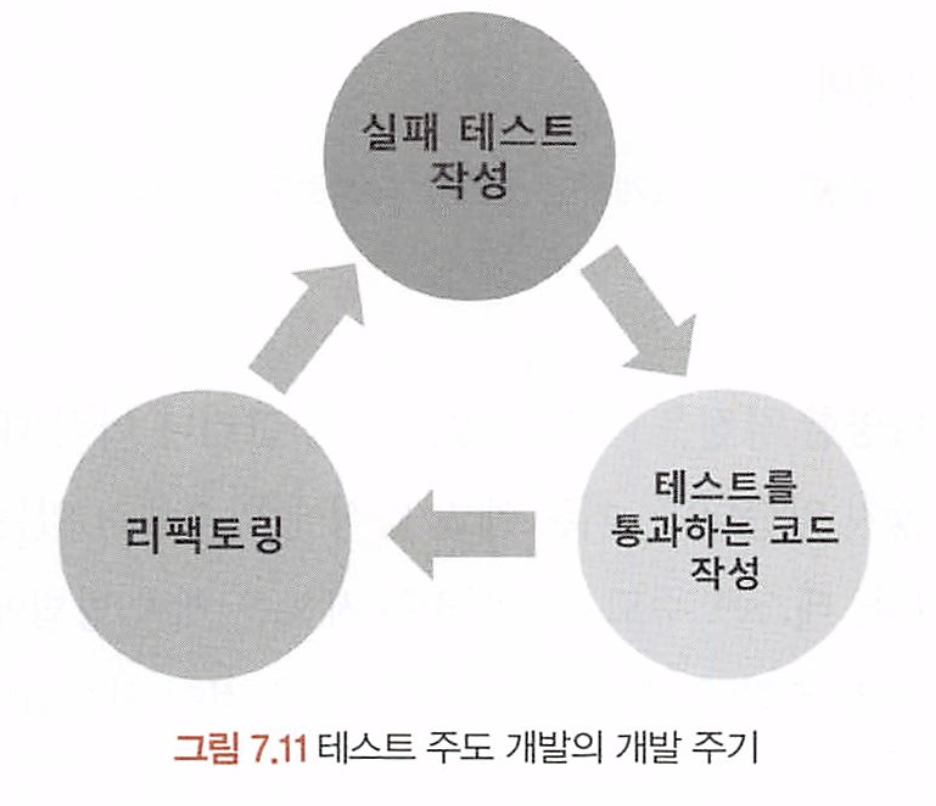 실패 테스트
작성
테스트를
통과하는 코드
작성
리팩토링
그림 7.11 테스트 주도 개발의 개발 주기